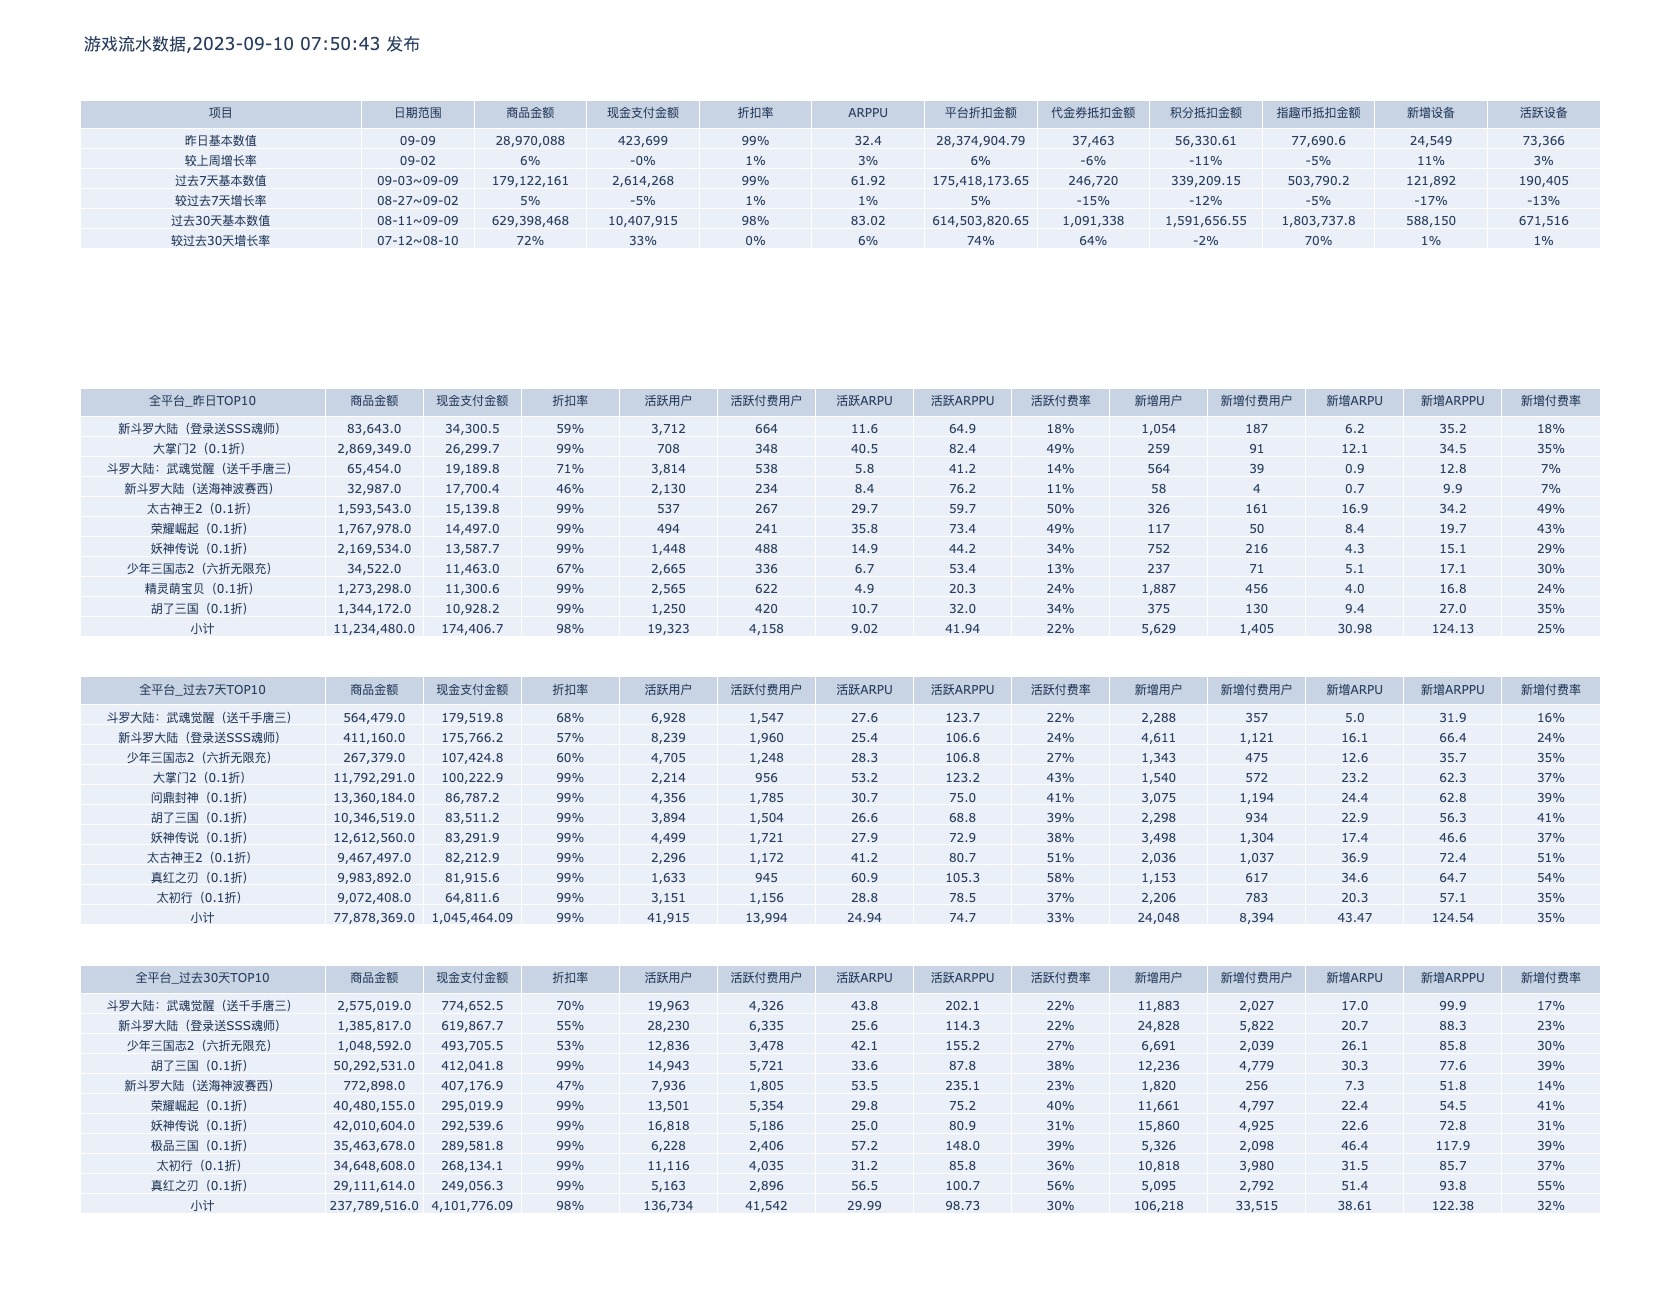 游戏流水数据,2023-09-10 07:50:43 发布
项目 日期范围 商品金额 现金支付金额 折扣率 ARPPU 平台折扣金额 代金券抵扣金额 积分抵扣金额 指趣币抵扣金额 新增设备 活跃设备
昨日基本数值 09-09 28,970,088 423,699 99% 32.4 28,374,904.79 37,463 56,330.61 77,690.6 24,549 73,366
较上周增长率 09-02 6% -0% 1% 3% 6% -6% -11% -5% 11% 3%
过去7天基本数值 09-03~09-09 179,122,161 2,614,268 99% 61.92 175,418,173.65 246,720 339,209.15 503,790.2 121,892 190,405
较过去7天增长率 08-27~09-02 5% -5% 1% 1% 5% -15% -12% -5% -17% -13%
过去30天基本数值 08-11~09-09 629,398,468 10,407,915 98% 83.02 614,503,820.65 1,091,338 1,591,656.55 1,803,737.8 588,150 671,516
较过去30天增长率 07-12~08-10 72% 33% 0% 6% 74% 64% -2% 70% 1% 1%
全平台_昨日TOP10 商品金额 现金支付金额 折扣率 活跃用户 活跃付费用户 活跃ARPU 活跃ARPPU 活跃付费率 新增用户 新增付费用户 新增ARPU 新增ARPPU 新增付费率
新斗罗大陆（登录送SSS魂师） 83,643.0 34,300.5 59% 3,712 664 11.6 64.9 18% 1,054 187 6.2 35.2 18%
大掌门2（0.1折） 2,869,349.0 26,299.7 99% 708 348 40.5 82.4 49% 259 91 12.1 34.5 35%
斗罗大陆：武魂觉醒（送千手唐三） 65,454.0 19,189.8 71% 3,814 538 5.8 41.2 14% 564 39 0.9 12.8 7%
新斗罗大陆（送海神波赛西） 32,987.0 17,700.4 46% 2,130 234 8.4 76.2 11% 58 4 0.7 9.9 7%
太古神王2（0.1折） 1,593,543.0 15,139.8 99% 537 267 29.7 59.7 50% 326 161 16.9 34.2 49%
荣耀崛起（0.1折） 1,767,978.0 14,497.0 99% 494 241 35.8 73.4 49% 117 50 8.4 19.7 43%
妖神传说（0.1折） 2,169,534.0 13,587.7 99% 1,448 488 14.9 44.2 34% 752 216 4.3 15.1 29%
少年三国志2（六折无限充） 34,522.0 11,463.0 67% 2,665 336 6.7 53.4 13% 237 71 5.1 17.1 30%
精灵萌宝贝（0.1折） 1,273,298.0 11,300.6 99% 2,565 622 4.9 20.3 24% 1,887 456 4.0 16.8 24%
胡了三国（0.1折） 1,344,172.0 10,928.2 99% 1,250 420 10.7 32.0 34% 375 130 9.4 27.0 35%
小计 11,234,480.0 174,406.7 98% 19,323 4,158 9.02 41.94 22% 5,629 1,405 30.98 124.13 25%
全平台_过去7天TOP10 商品金额 现金支付金额 折扣率 活跃用户 活跃付费用户 活跃ARPU 活跃ARPPU 活跃付费率 新增用户 新增付费用户 新增ARPU 新增ARPPU 新增付费率
斗罗大陆：武魂觉醒（送千手唐三） 564,479.0 179,519.8 68% 6,928 1,547 27.6 123.7 22% 2,288 357 5.0 31.9 16%
新斗罗大陆（登录送SSS魂师） 411,160.0 175,766.2 57% 8,239 1,960 25.4 106.6 24% 4,611 1,121 16.1 66.4 24%
少年三国志2（六折无限充） 267,379.0 107,424.8 60% 4,705 1,248 28.3 106.8 27% 1,343 475 12.6 35.7 35%
大掌门2（0.1折） 11,792,291.0 100,222.9 99% 2,214 956 53.2 123.2 43% 1,540 572 23.2 62.3 37%
问鼎封神（0.1折） 13,360,184.0 86,787.2 99% 4,356 1,785 30.7 75.0 41% 3,075 1,194 24.4 62.8 39%
胡了三国（0.1折） 10,346,519.0 83,511.2 99% 3,894 1,504 26.6 68.8 39% 2,298 934 22.9 56.3 41%
妖神传说（0.1折） 12,612,560.0 83,291.9 99% 4,499 1,721 27.9 72.9 38% 3,498 1,304 17.4 46.6 37%
太古神王2（0.1折） 9,467,497.0 82,212.9 99% 2,296 1,172 41.2 80.7 51% 2,036 1,037 36.9 72.4 51%
真红之刃（0.1折） 9,983,892.0 81,915.6 99% 1,633 945 60.9 105.3 58% 1,153 617 34.6 64.7 54%
太初行（0.1折） 9,072,408.0 64,811.6 99% 3,151 1,156 28.8 78.5 37% 2,206 783 20.3 57.1 35%
小计 77,878,369.0 1,045,464.09 99% 41,915 13,994 24.94 74.7 33% 24,048 8,394 43.47 124.54 35%
全平台_过去30天TOP10 商品金额 现金支付金额 折扣率 活跃用户 活跃付费用户 活跃ARPU 活跃ARPPU 活跃付费率 新增用户 新增付费用户 新增ARPU 新增ARPPU 新增付费率
斗罗大陆：武魂觉醒（送千手唐三） 2,575,019.0 774,652.5 70% 19,963 4,326 43.8 202.1 22% 11,883 2,027 17.0 99.9 17%
新斗罗大陆（登录送SSS魂师） 1,385,817.0 619,867.7 55% 28,230 6,335 25.6 114.3 22% 24,828 5,822 20.7 88.3 23%
少年三国志2（六折无限充） 1,048,592.0 493,705.5 53% 12,836 3,478 42.1 155.2 27% 6,691 2,039 26.1 85.8 30%
胡了三国（0.1折） 50,292,531.0 412,041.8 99% 14,943 5,721 33.6 87.8 38% 12,236 4,779 30.3 77.6 39%
新斗罗大陆（送海神波赛西） 772,898.0 407,176.9 47% 7,936 1,805 53.5 235.1 23% 1,820 256 7.3 51.8 14%
荣耀崛起（0.1折） 40,480,155.0 295,019.9 99% 13,501 5,354 29.8 75.2 40% 11,661 4,797 22.4 54.5 41%
妖神传说（0.1折） 42,010,604.0 292,539.6 99% 16,818 5,186 25.0 80.9 31% 15,860 4,925 22.6 72.8 31%
极品三国（0.1折） 35,463,678.0 289,581.8 99% 6,228 2,406 57.2 148.0 39% 5,326 2,098 46.4 117.9 39%
太初行（0.1折） 34,648,608.0 268,134.1 99% 11,116 4,035 31.2 85.8 36% 10,818 3,980 31.5 85.7 37%
真红之刃（0.1折） 29,111,614.0 249,056.3 99% 5,163 2,896 56.5 100.7 56% 5,095 2,792 51.4 93.8 55%
小计 237,789,516.0 4,101,776.09 98% 136,734 41,542 29.99 98.73 30% 106,218 33,515 38.61 122.38 32%